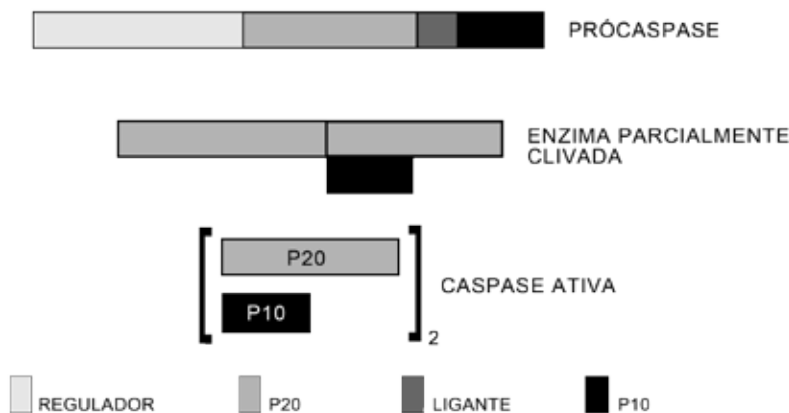 PRÓCASPASE
ENZIMA PARCIALMENTE
CLIVADA
P20
P10
CASPASE ATIVA
2
REGULADOR
P20
LIGANTE
P10